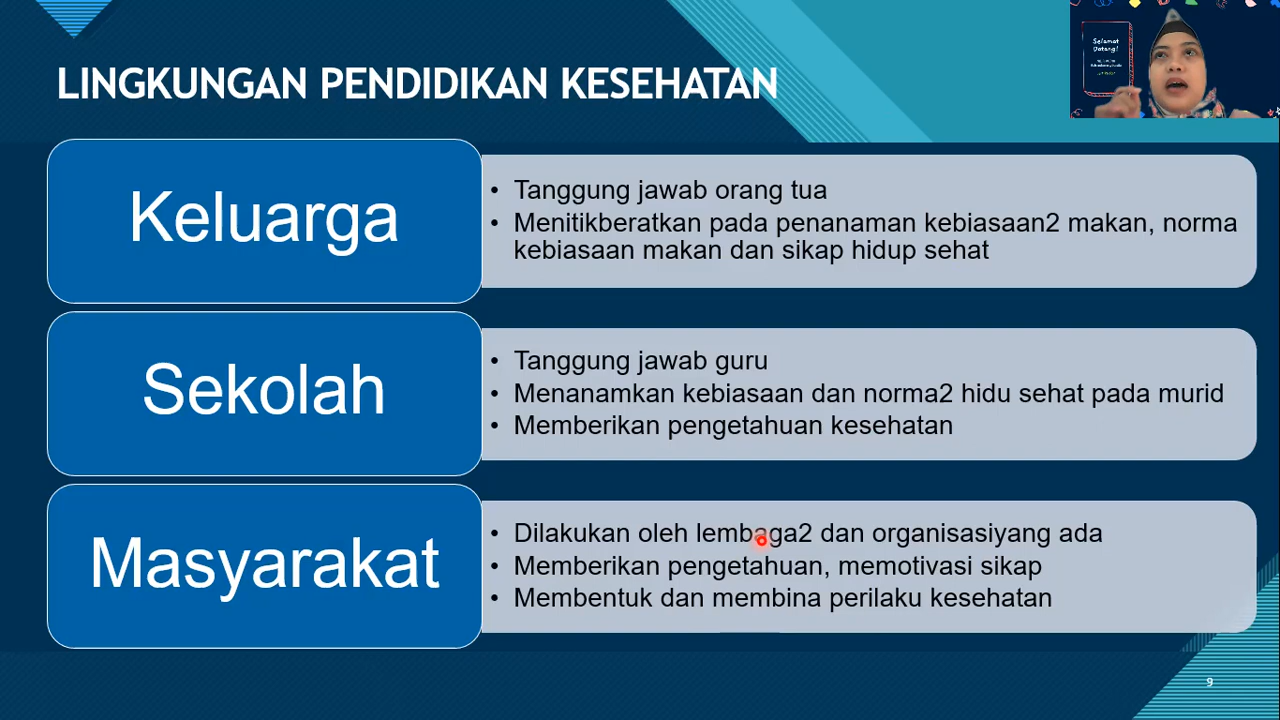 LINGKUNGAN PENDIDIKAN KESEHATAN
Selamat
Datang!
Keluarga
• Tanggung jawab orang tua
• Menitikberatkan pada penanaman kebiasaan2 makan, norma
kebiasaan makan dan sikap hidup sehat
Sekolah
• Tanggung jawab guru
• Menanamkan kebiasaan dan norma2 hidu sehat pada murid
• Memberikan pengetahuan kesehatan
Masyarakat
• Dilakukan oleh lembaga2 dan organisasiyang ada
• Memberikan pengetahuan, memotivasi sikap
• Membentuk dan membina perilaku kesehatan
9